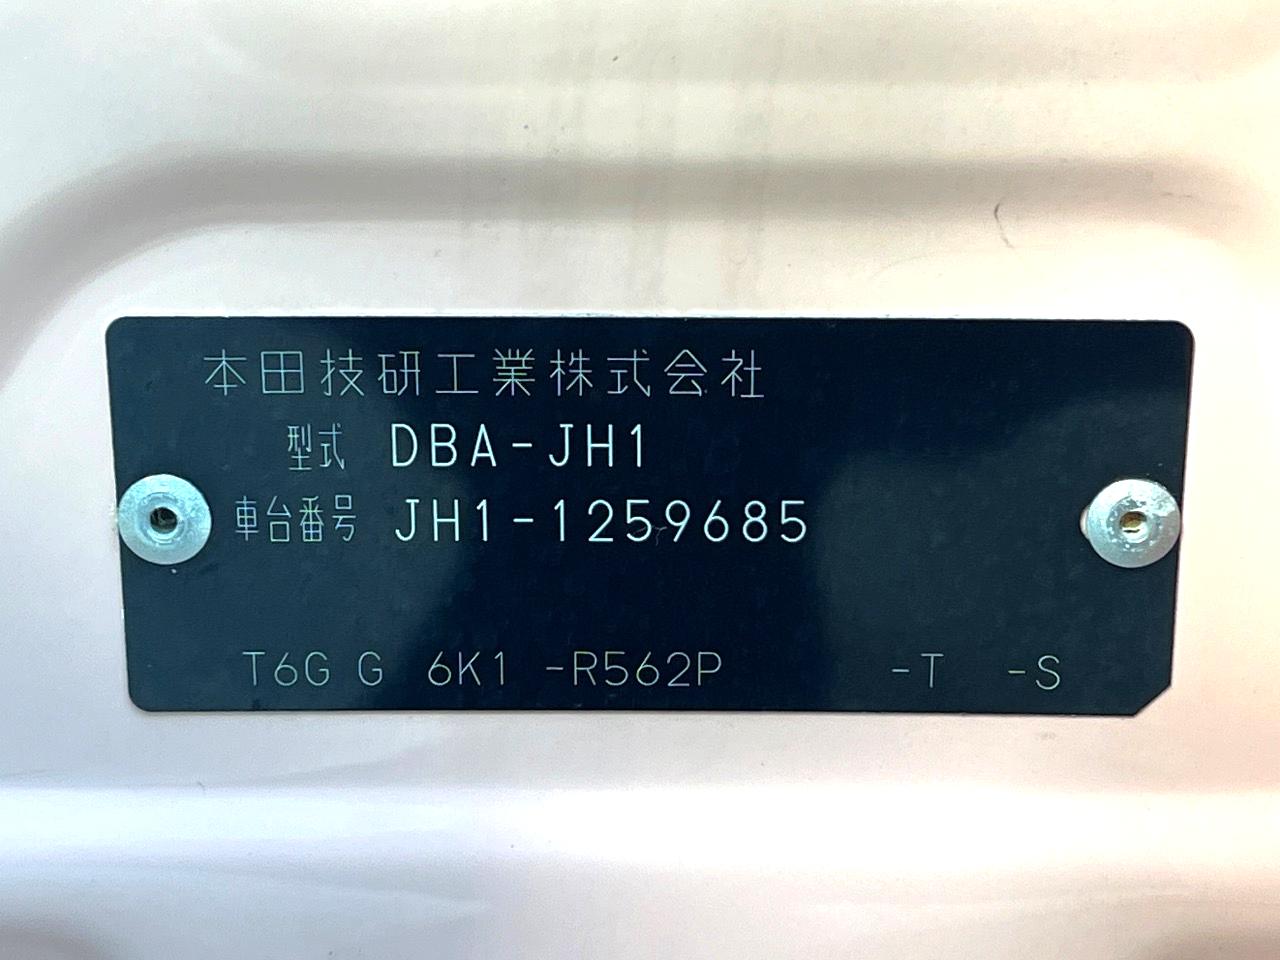 本田技研工業株式会社
型式 DBA-JH1
車台番号 JH1-1259685
T6G G 6K1 -R562P -T -S